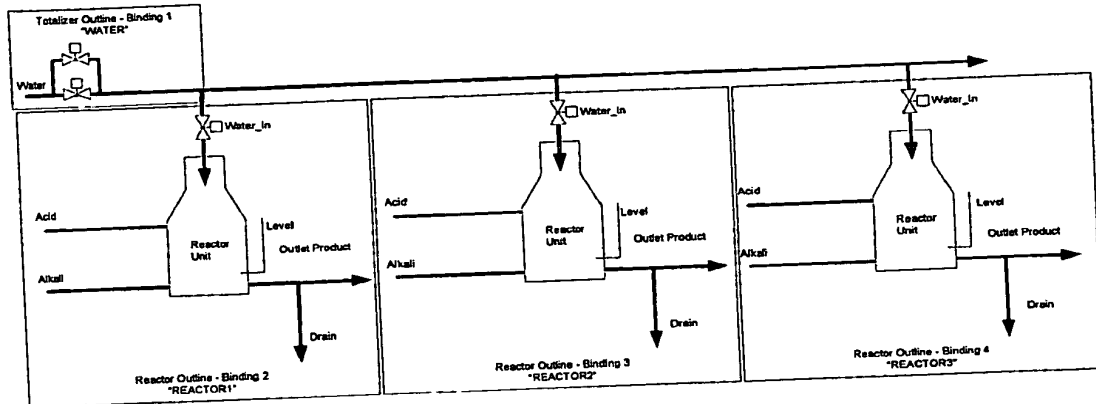 Totalizer Outline - Binding 1
"WATER"
Water
Water_In
Acid
Level
Reactor
Unit
Outlet Product
Alkali
Drain
Reactor Outline - Binding 2
"REACTOR1"
Water_In
Acid
Level
Reactor
Unit
Outlet Product
Alkali
Drain
Reactor Outline - Binding 3
"REACTOR2"
Water_In
Acid
Level
Reactor
Unit
Outlet Product
Alkali
Drain
Reactor Outline - Binding 4
"REACTOR3"